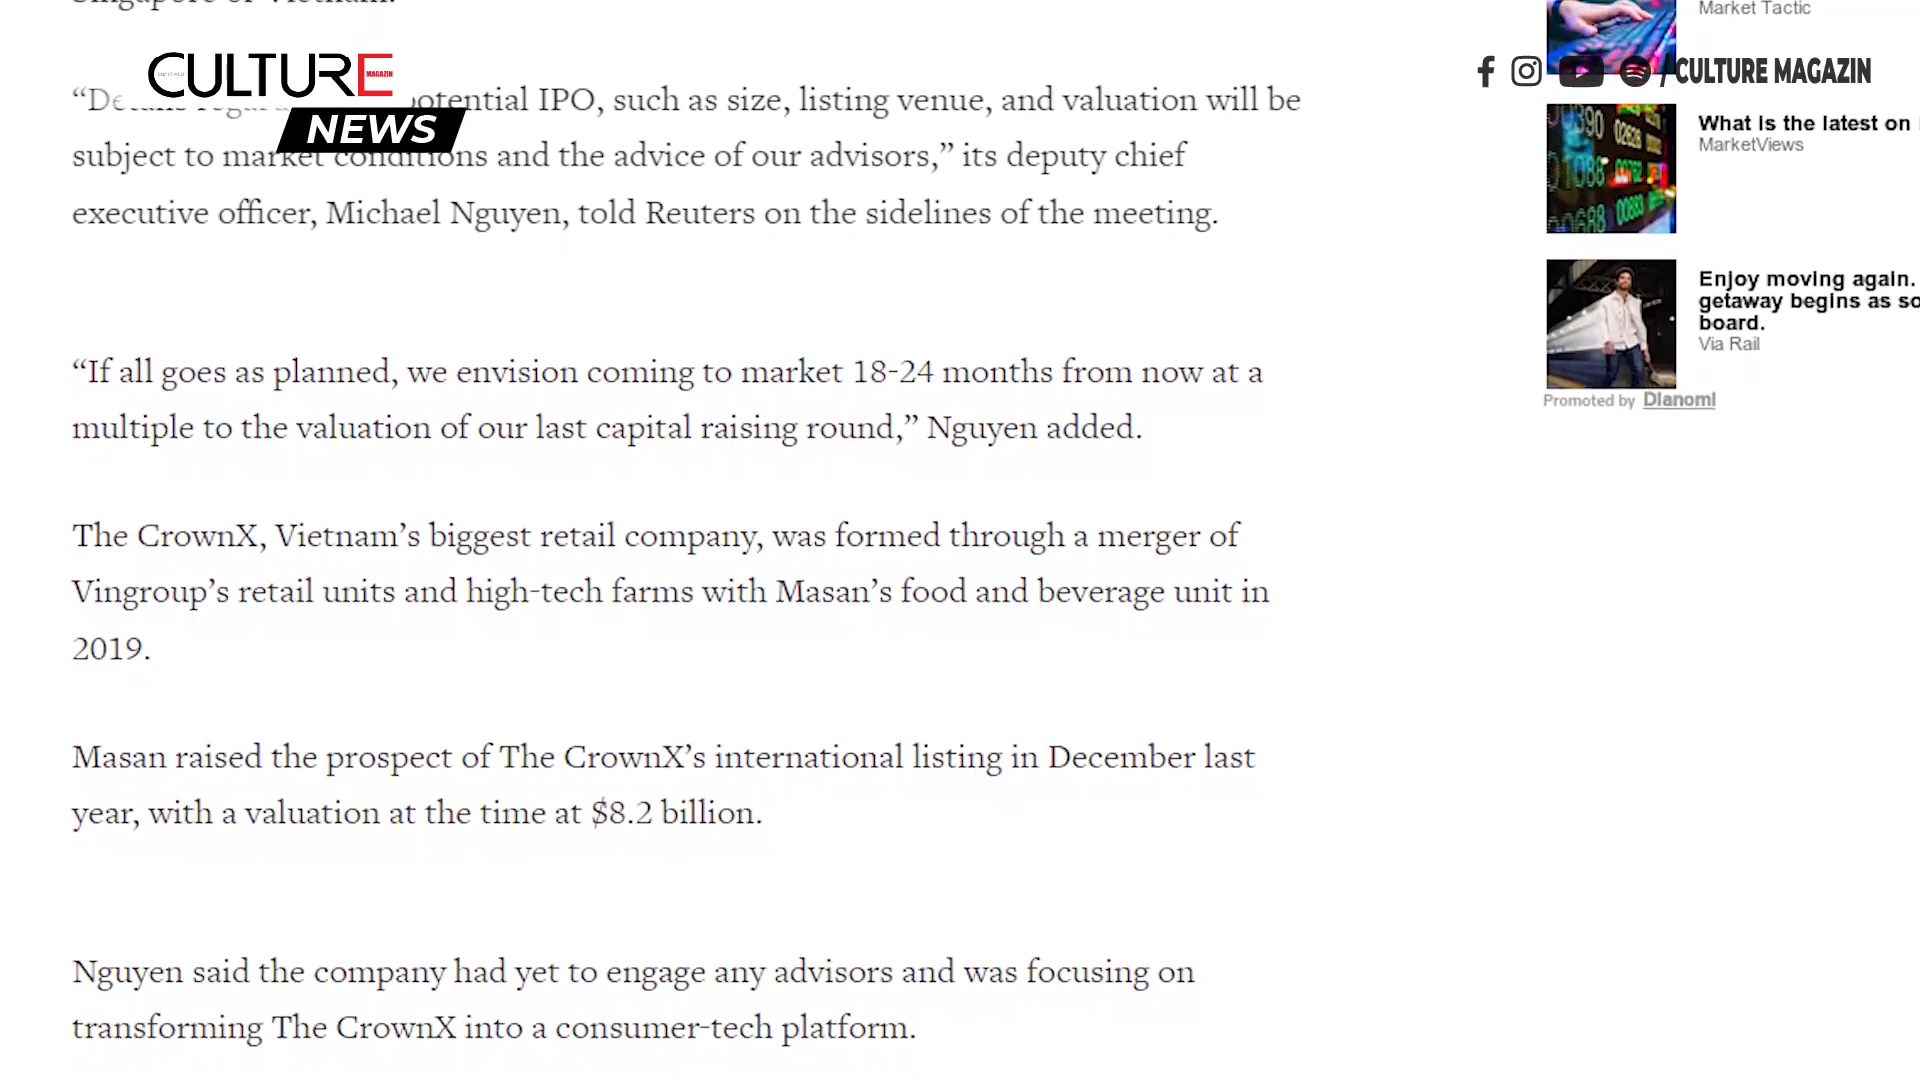 Singapore or Vietnam.
CULTURE
MAGAZIN
NEWS
/CULTURE MAGAZIN
potential IPO, such as size, listing venue, and valuation will be
subject to market conditions and the advice of our advisors,” its deputy chief
executive officer, Michael Nguyen, told Reuters on the sidelines of the meeting.
“If all goes as planned, we envision coming to market 18-24 months from now at a
multiple to the valuation of our last capital raising round,” Nguyen added.
The CrownX, Vietnam’s biggest retail company, was formed through a merger of
Vingroup’s retail units and high-tech farms with Masan’s food and beverage unit in
2019.
Masan raised the prospect of The CrownX’s international listing in December last
year, with a valuation at the time at $8.2 billion.
Nguyen said the company had yet to engage any advisors and was focusing on
transforming The CrownX into a consumer-tech platform.
Market Tactic
What is the latest on
MarketViews
Enjoy moving again.
getaway begins as so
board.
Via Rail
Promoted by Dianomi